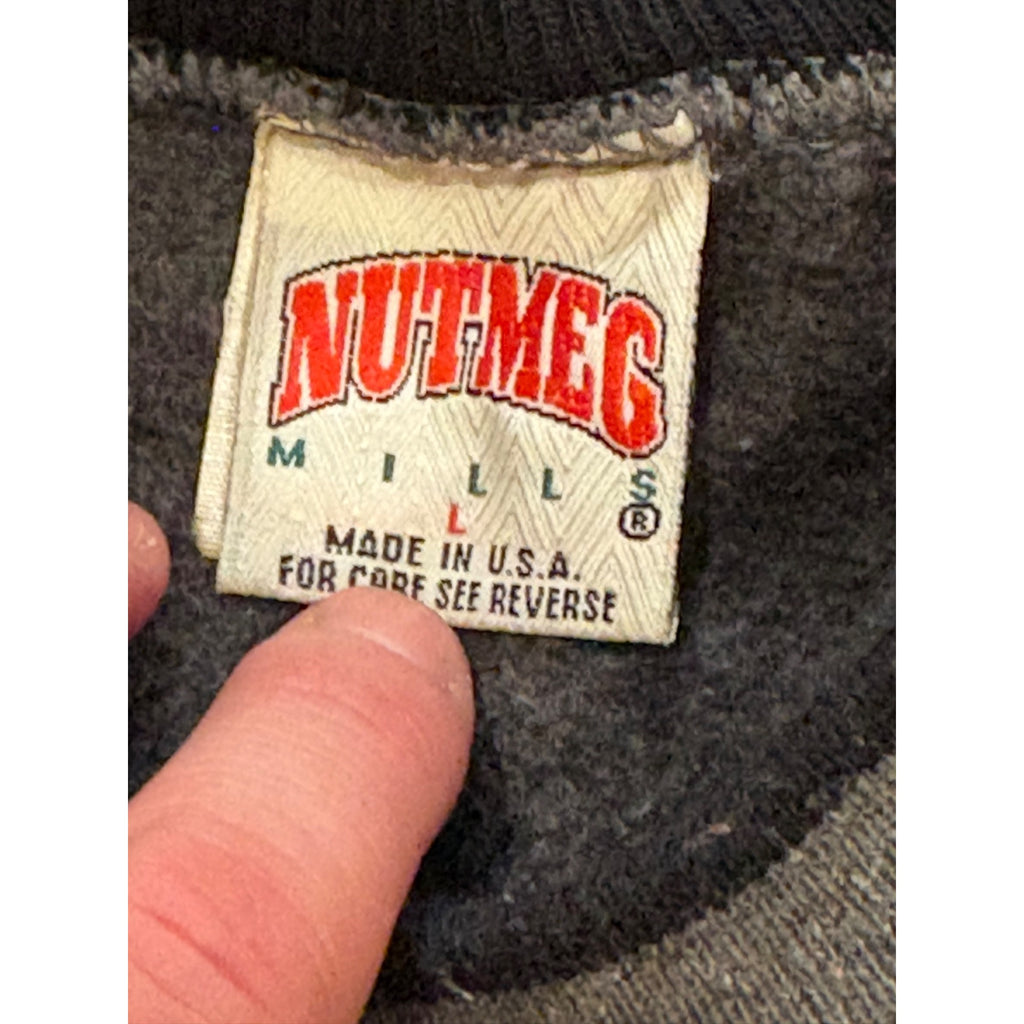 NUTMEG
MILLS
®
L
MADE IN U.S.A.
FOR CARE SEE REVERSE